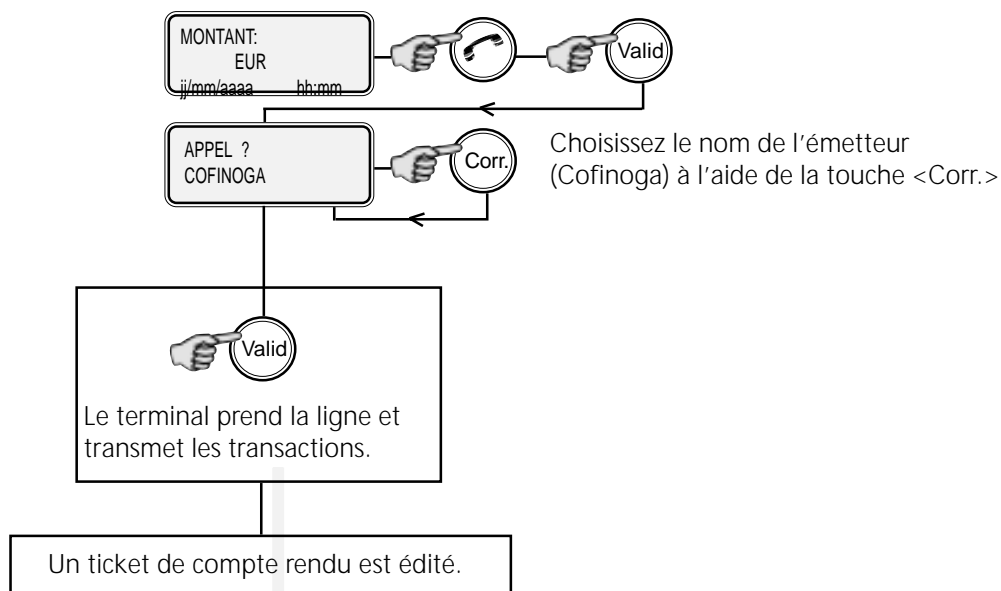 MONTANT:
EUR
jj/mm/aaaa hh:mm
Valid
APPEL ?
COFINOGA
Corr.
Choisissez le nom de l'émetteur
(Cofinoga) à l'aide de la touche <Corr.>
Valid
Le terminal prend la ligne et
transmet les transactions.
Un ticket de compte rendu est édité.